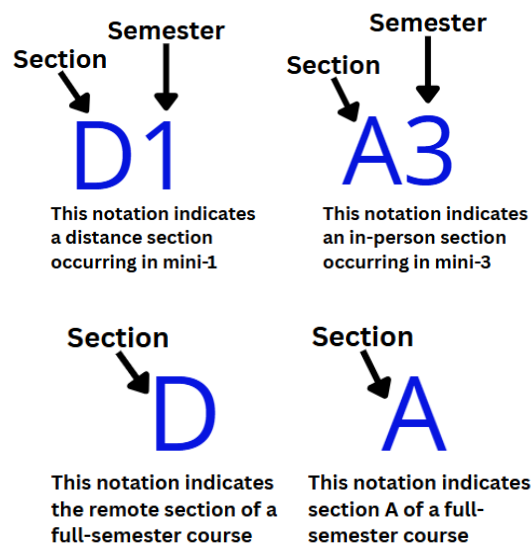 Semester
Section
D1
This notation indicates
a distance section
occurring in mini-1
Semester
Section
A3
This notation indicates
an in-person section
occurring in mini-3
Section
D
This notation indicates
the remote section of a
full-semester course
Section
A
This notation indicates
section A of a full-
semester course